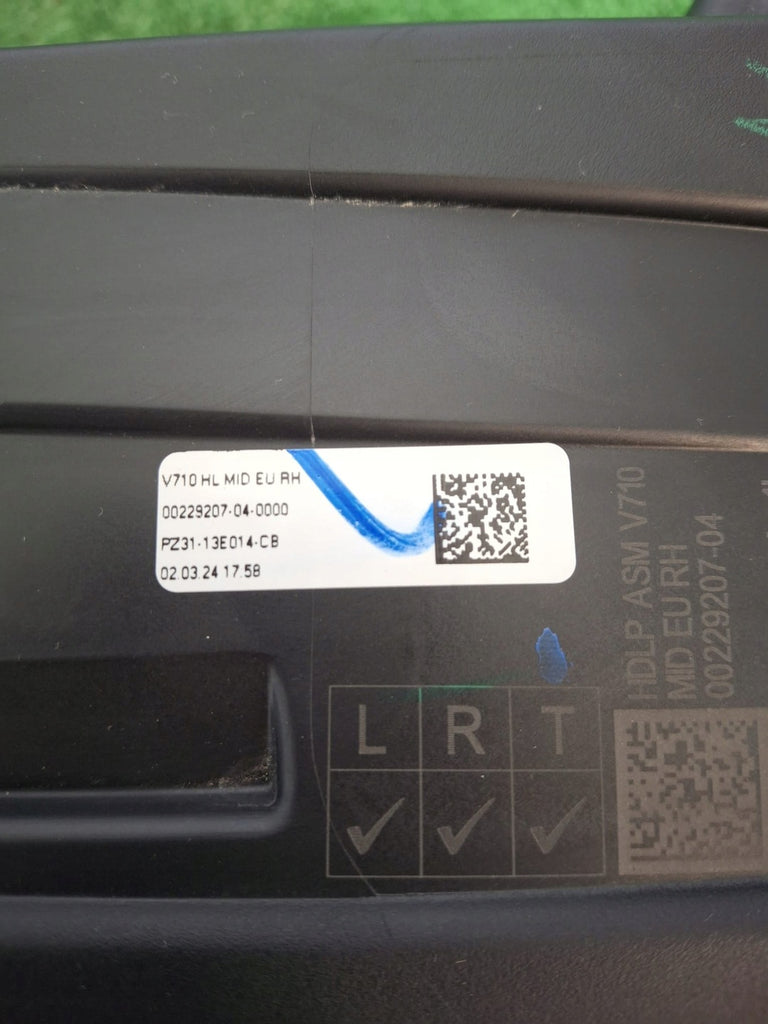 V710 HL MID EU RH
00229207-04-0000
PZ31-13E014-CB
02.03.24 17.58
HDLP ASM V710
MID EU RH
00229207-04
L R T